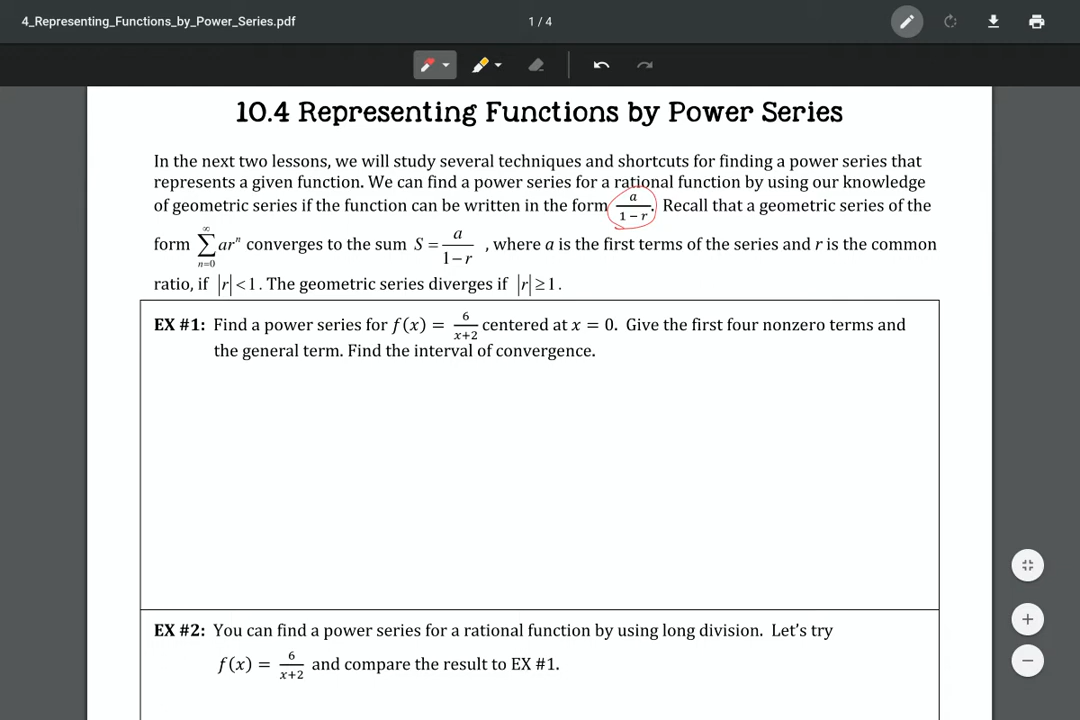 4_Representing_Functions_by_Power_Series.pdf
1 / 4
10.4 Representing Functions by Power Series
In the next two lessons, we will study several techniques and shortcuts for finding a power series that
represents a given function. We can find a power series for a rational function by using our knowledge
of geometric series if the function can be written in the form a/(1 − r). Recall that a geometric series of the
form ∑_{n=0}^{∞} ar^n converges to the sum S = a/(1 − r) , where a is the first terms of the series and r is the common
ratio, if |r| < 1. The geometric series diverges if |r| ≥ 1.
EX #1: Find a power series for f(x) = 6/(x+2) centered at x = 0. Give the first four nonzero terms and
the general term. Find the interval of convergence.
EX #2: You can find a power series for a rational function by using long division. Let's try
f(x) = 6/(x+2) and compare the result to EX #1.